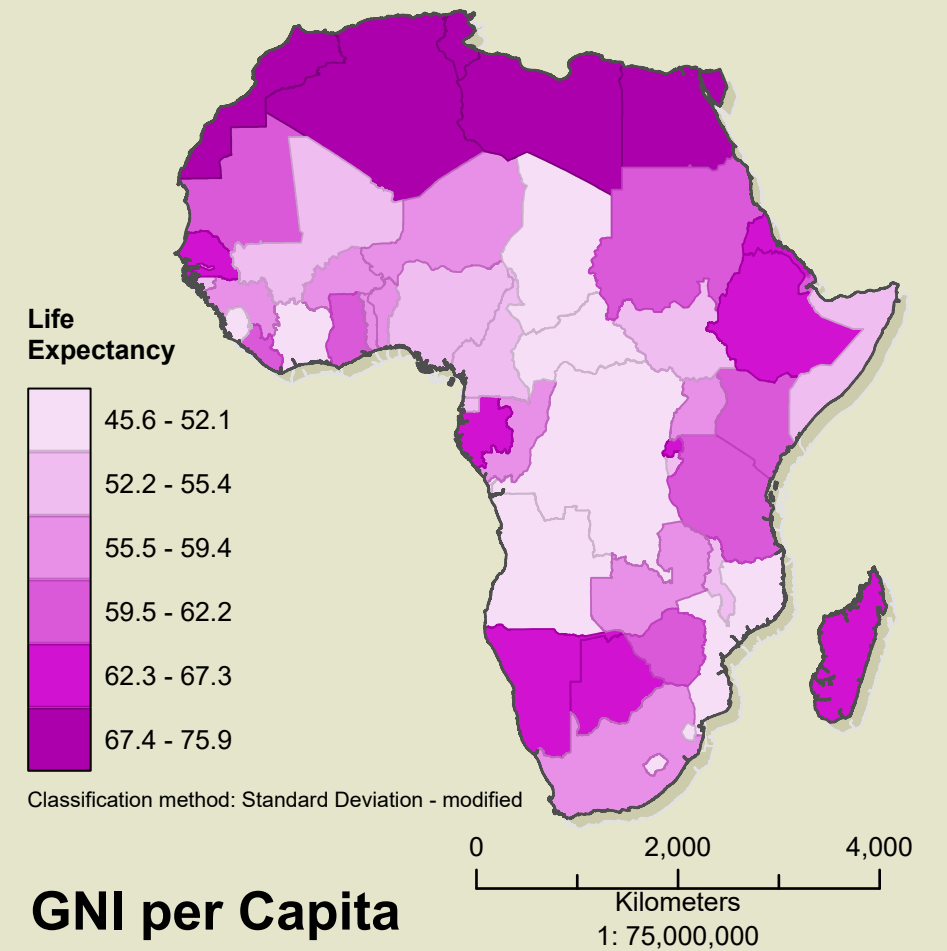 Life
Expectancy
45.6 - 52.1
52.2 - 55.4
55.5 - 59.4
59.5 - 62.2
62.3 - 67.3
67.4 - 75.9
Classification method: Standard Deviation - modified
0 2,000 4,000
Kilometers
1: 75,000,000
GNI per Capita